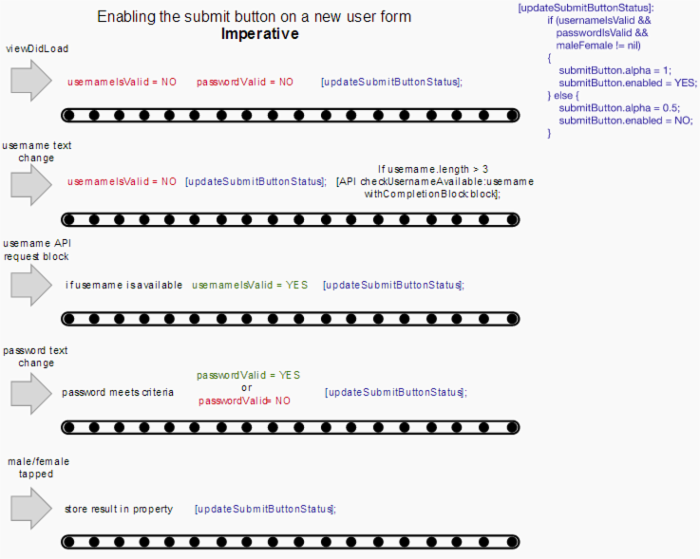 Enabling the submit button on a new user form
Imperative
[updateSubmitButtonStatus]:
if (usernameIsValid &&
passwordIsValid &&
maleFemale != nil)
{
submitButton.alpha = 1;
submitButton.enabled = YES;
} else {
submitButton.alpha = 0.5;
submitButton.enabled = NO;
}
viewDidLoad
usernameIsValid = NO passwordValid = NO [updateSubmitButtonStatus];
username text
change
usernameIsValid = NO [updateSubmitButtonStatus]; If username.length > 3
[API checkUsernameAvailable:username
withCompletionBlock:block];
username API
request block
if username is available usernameIsValid = YES [updateSubmitButtonStatus];
password text
change
password meets criteria passwordValid = YES
or
passwordValid= NO [updateSubmitButtonStatus];
male/female
tapped
store result in property [updateSubmitButtonStatus];